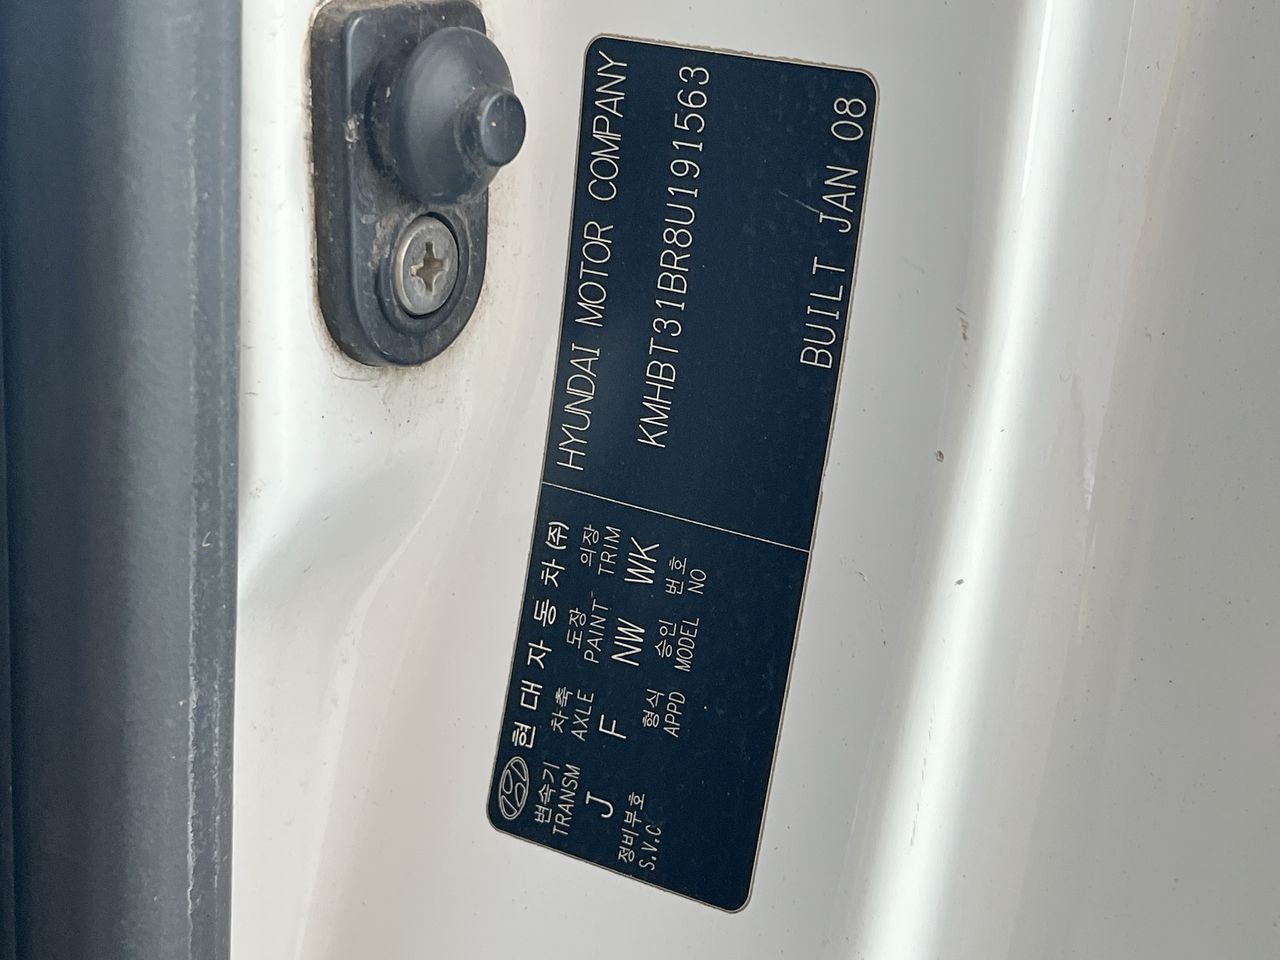 현대자동차(주)
HYUNDAI MOTOR COMPANY
변속기 차축 도장 의장
TRANSM AXLE PAINT TRIM
J F NW WK
KMHBT31BR8U191563
정비부호 형식 승인 번호
S.V.C APPD MODEL NO
BUILT JAN 08